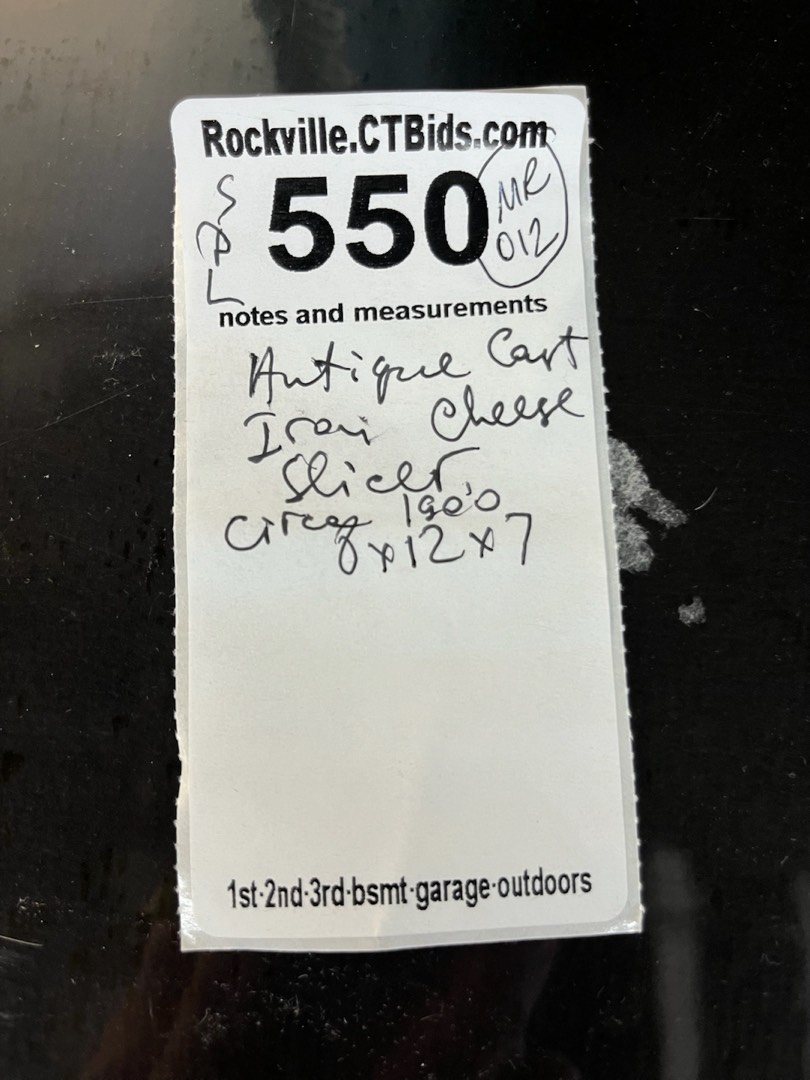 Rockville.CTBids.com
550
MR
012
notes and measurements
Antique Cast
Iron Cheese
Slicer
circa 1900
8x12x7
1st·2nd·3rd·bsmt·garage·outdoors